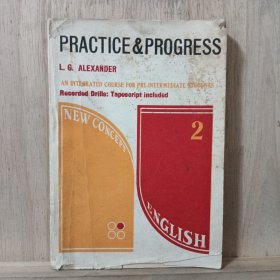 PRACTICE & PROGRESS
L. G. ALEXANDER
AN INTEGRATED COURSE FOR PRE-INTERMEDIATE STUDENTS
Recorded Drills: Tapescript included
NEW CONCEPT
2
ENGLISH